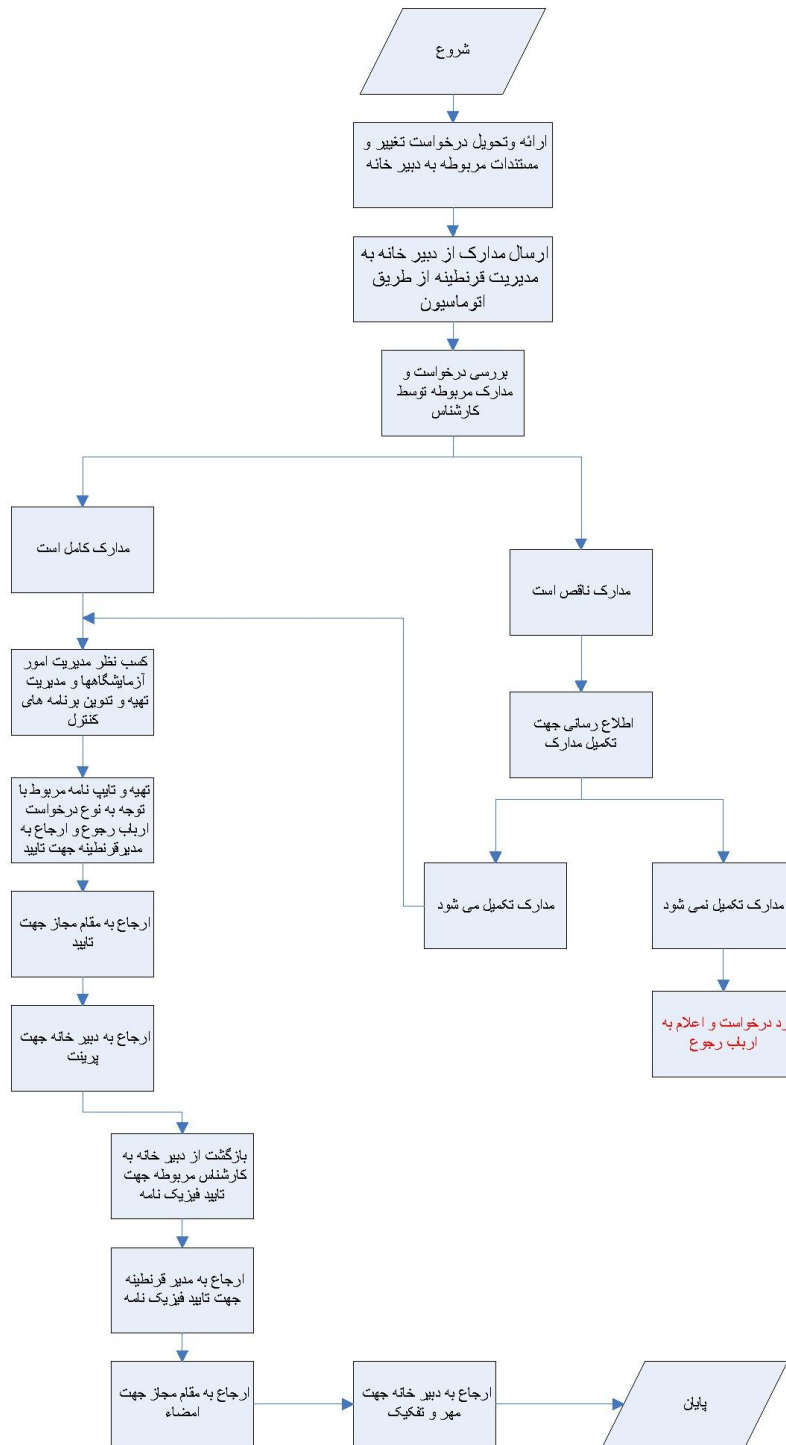 شروع
ارائه وتحویل درخواست تغییر و
مستندات مربوطه به دبیر خانه
ارسال مدارک از دبیر خانه به
مدیریت قرنطینه از طریق
اتوماسیون
بررسی درخواست و
مدارک مربوطه توسط
کارشناس
مدارک کامل است
مدارک ناقص است
کسب نظر مدیریت امور
آزمایشگاهها و مدیریت
تهیه و تدوین برنامه های
کنترل
اطلاع رسانی جهت
تکمیل مدارک
تهیه و تایپ نامه مربوط با
توجه به نوع درخواست
ارباب رجوع و ارجاع به
مدیرقرنطینه جهت تایید
مدارک تکمیل می شود
مدارک تکمیل نمی شود
ارجاع به مقام مجاز جهت
تایید
رد درخواست و اعلام به
ارباب رجوع
ارجاع به دبیر خانه جهت
پرینت
بازگشت از دبیر خانه به
کارشناس مربوطه جهت
تایید فیزیک نامه
ارجاع به مدیر قرنطینه
جهت تایید فیزیک نامه
ارجاع به مقام مجاز جهت
امضاء
ارجاع به دبیر خانه جهت
مهر و تفکیک
پایان